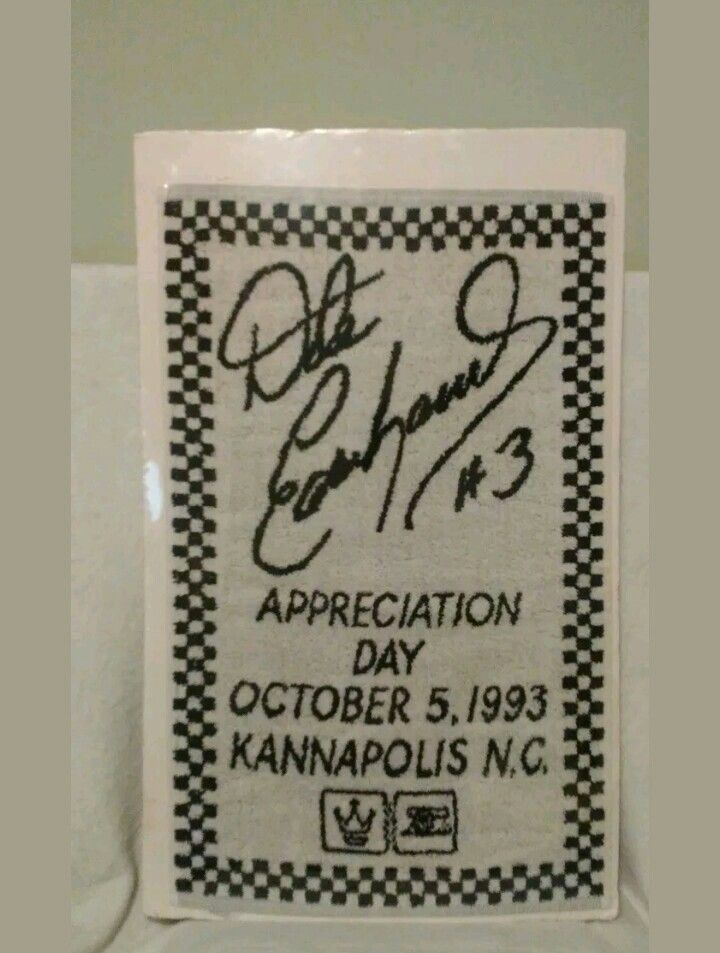 Dale
Earnhardt
#3
APPRECIATION
DAY
OCTOBER 5, 1993
KANNAPOLIS N.C.